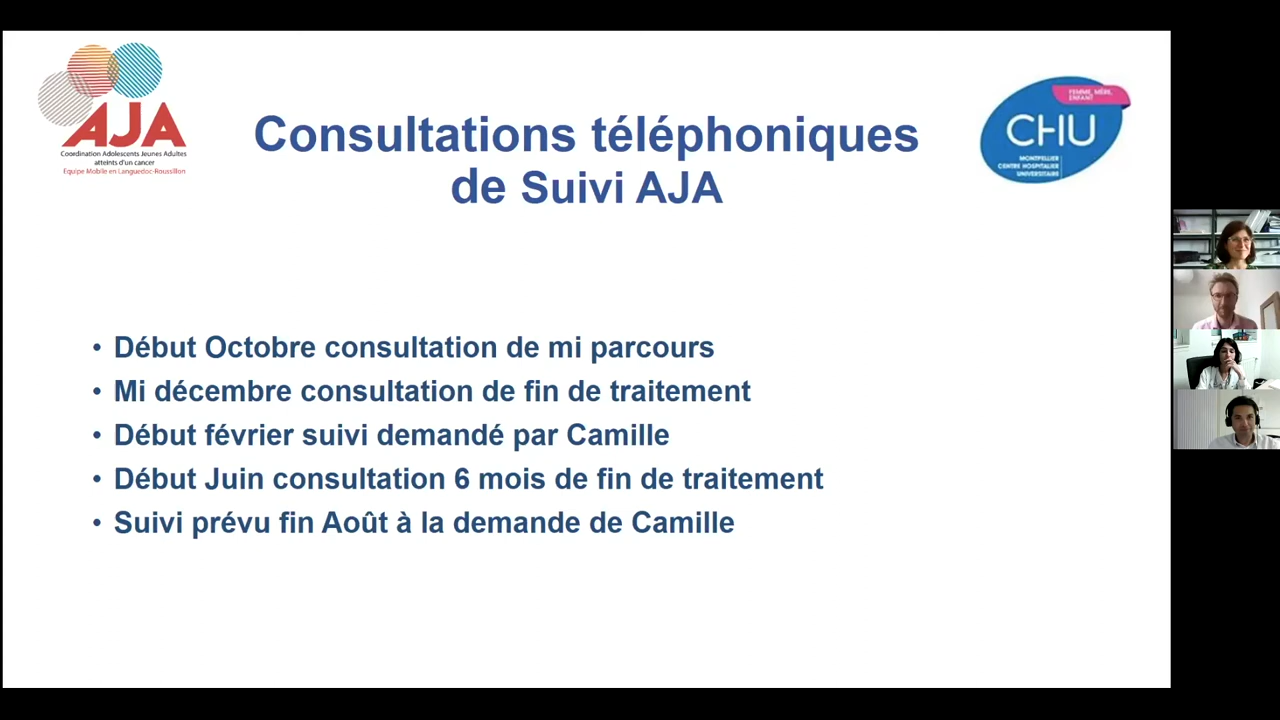 AJA
Coordination Adolescents Jeunes Adultes
atteints d'un cancer
Equipe Mobile en Languedoc-Roussillon
FEMME, MÈRE,
ENFANT
CHU
MONTPELLIER
CENTRE HOSPITALIER
UNIVERSITAIRE
Consultations téléphoniques
de Suivi AJA
• Début Octobre consultation de mi parcours
• Mi décembre consultation de fin de traitement
• Début février suivi demandé par Camille
• Début Juin consultation 6 mois de fin de traitement
• Suivi prévu fin Août à la demande de Camille